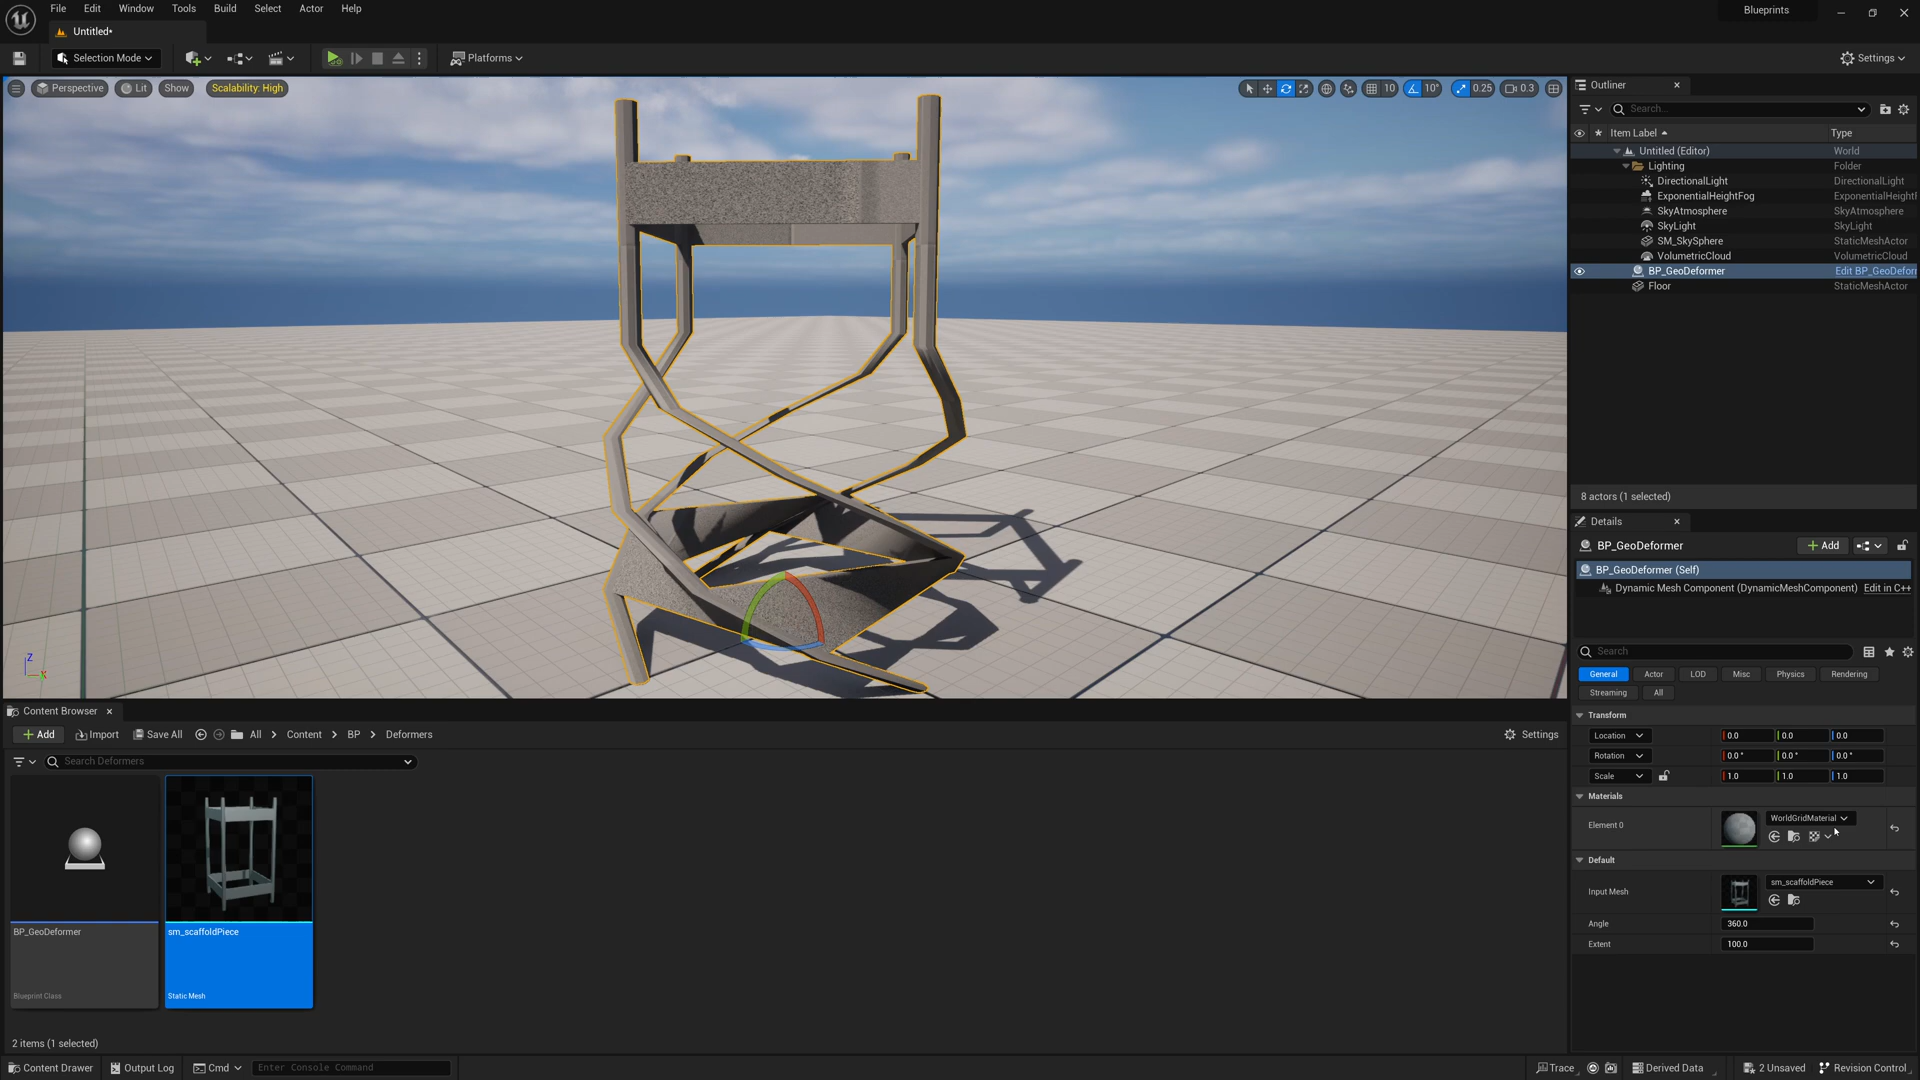 File Edit Window Tools Build Select Actor Help
Blueprints
Untitled*
Selection Mode
Platforms
Settings
Perspective Lit Show Scalability: High
10 10° 0.25 0.3
Outliner
Search...
Item Label Type
Untitled (Editor) World
Lighting Folder
DirectionalLight DirectionalLight
ExponentialHeightFog ExponentialHeightF
SkyAtmosphere SkyAtmosphere
SkyLight SkyLight
SM_SkySphere StaticMeshActor
VolumetricCloud VolumetricCloud
BP_GeoDeformer Edit BP_GeoDefor
Floor StaticMeshActor
8 actors (1 selected)
Details
BP_GeoDeformer
Add
BP_GeoDeformer (Self)
Dynamic Mesh Component (DynamicMeshComponent) Edit in C++
Search
General Actor LOD Misc Physics Rendering
Streaming All
Transform
Location 0.0 0.0 0.0
Rotation 0.0° 0.0° 0.0°
Scale 1.0 1.0 1.0
Materials
Element 0
WorldGridMaterial
Default
Input Mesh
sm_scaffoldPiece
Angle 360.0
Extent 100.0
Z
X
Content Browser
Add Import Save All All Content BP Deformers Settings
Search Deformers
BP_GeoDeformer
Blueprint Class
sm_scaffoldPiece
Static Mesh
2 items (1 selected)
Content Drawer Output Log Cmd Enter Console Command
Trace Derived Data 2 Unsaved Revision Control